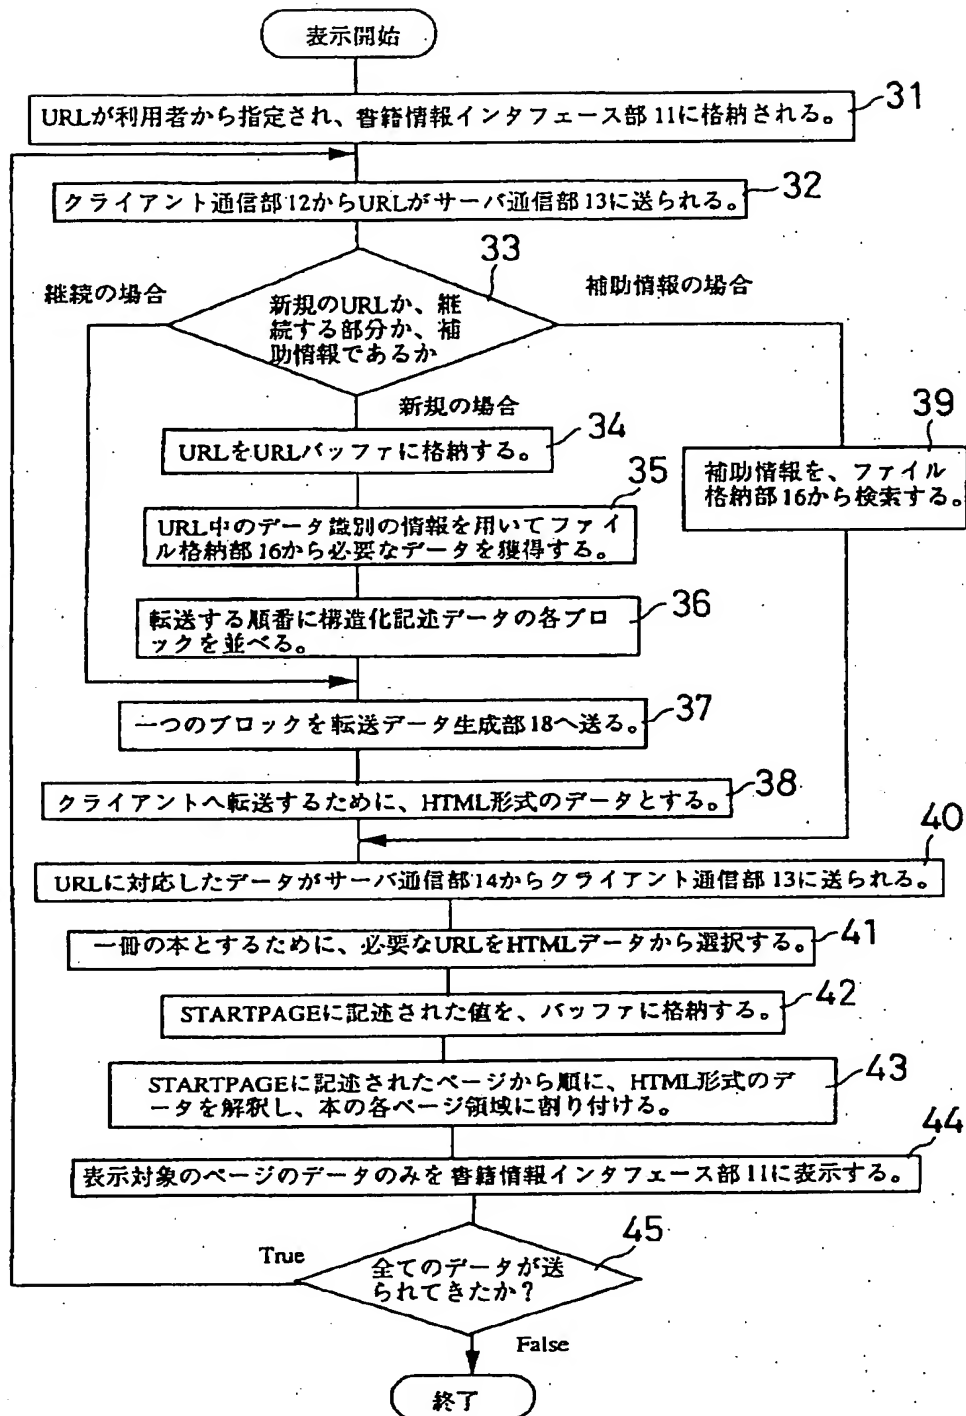 表示開始
31
URLが利用者から指定され、書籍情報インタフェース部11に格納される。
32
クライアント通信部12からURLがサーバ通信部13に送られる。
33
継続の場合
補助情報の場合
新規のURLか、継
続する部分か、補
助情報であるか
新規の場合
34
URLをURLバッファに格納する。
39
補助情報を、ファイル
格納部16から検索する。
35
URL中のデータ識別の情報を用いてファイ
ル格納部16から必要なデータを獲得する。
36
転送する順番に構造化記述データの各ブロ
ックを並べる。
37
一つのブロックを転送データ生成部18へ送る。
38
クライアントへ転送するために、HTML形式のデータとする。
40
URLに対応したデータがサーバ通信部14からクライアント通信部13に送られる。
41
一冊の本とするために、必要なURLをHTMLデータから選択する。
42
STARTPAGEに記述された値を、バッファに格納する。
43
STARTPAGEに記述されたページから順に、HTML形式のデ
ータを解釈し、本の各ページ領域に割り付ける。
44
表示対象のページのデータのみを書籍情報インタフェース部11に表示する。
45
True
全てのデータが送
られてきたか?
False
終了